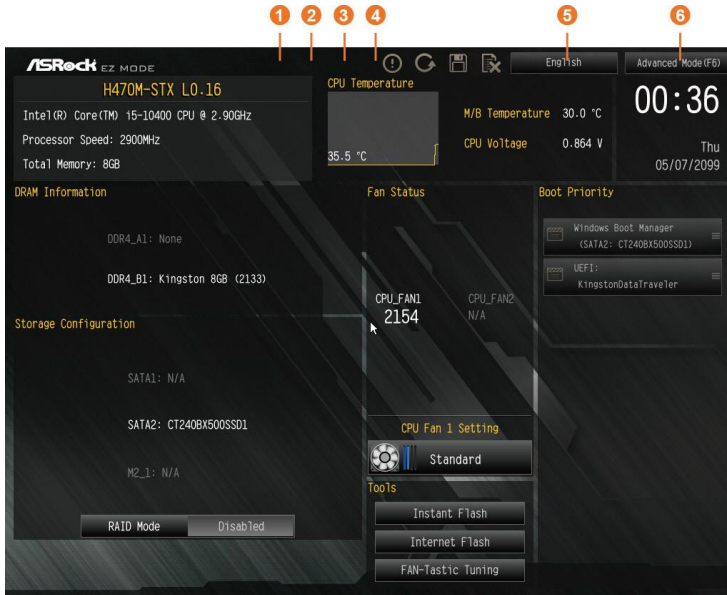 1 2 3 4 5 6
ASRock EZ MODE
English
Advanced Mode(F6)
H470M-STX L0.16
Intel(R) Core(TM) i5-10400 CPU @ 2.90GHz
Processor Speed: 2900MHz
Total Memory: 8GB
CPU Temperature
35.5 °C
M/B Temperature 30.0 °C
CPU Voltage 0.864 V
00:36
Thu
05/07/2099
DRAM Information
DDR4_A1: None
DDR4_B1: Kingston 8GB (2133)
Storage Configuration
SATA1: N/A
SATA2: CT240BX500SSD1
M2_1: N/A
RAID Mode Disabled
Fan Status
CPU_FAN1
2154
CPU_FAN2
N/A
CPU Fan 1 Setting
Standard
Tools
Instant Flash
Internet Flash
FAN-Tastic Tuning
Boot Priority
Windows Boot Manager
(SATA2: CT240BX500SSD1)
UEFI:
KingstonDataTraveler